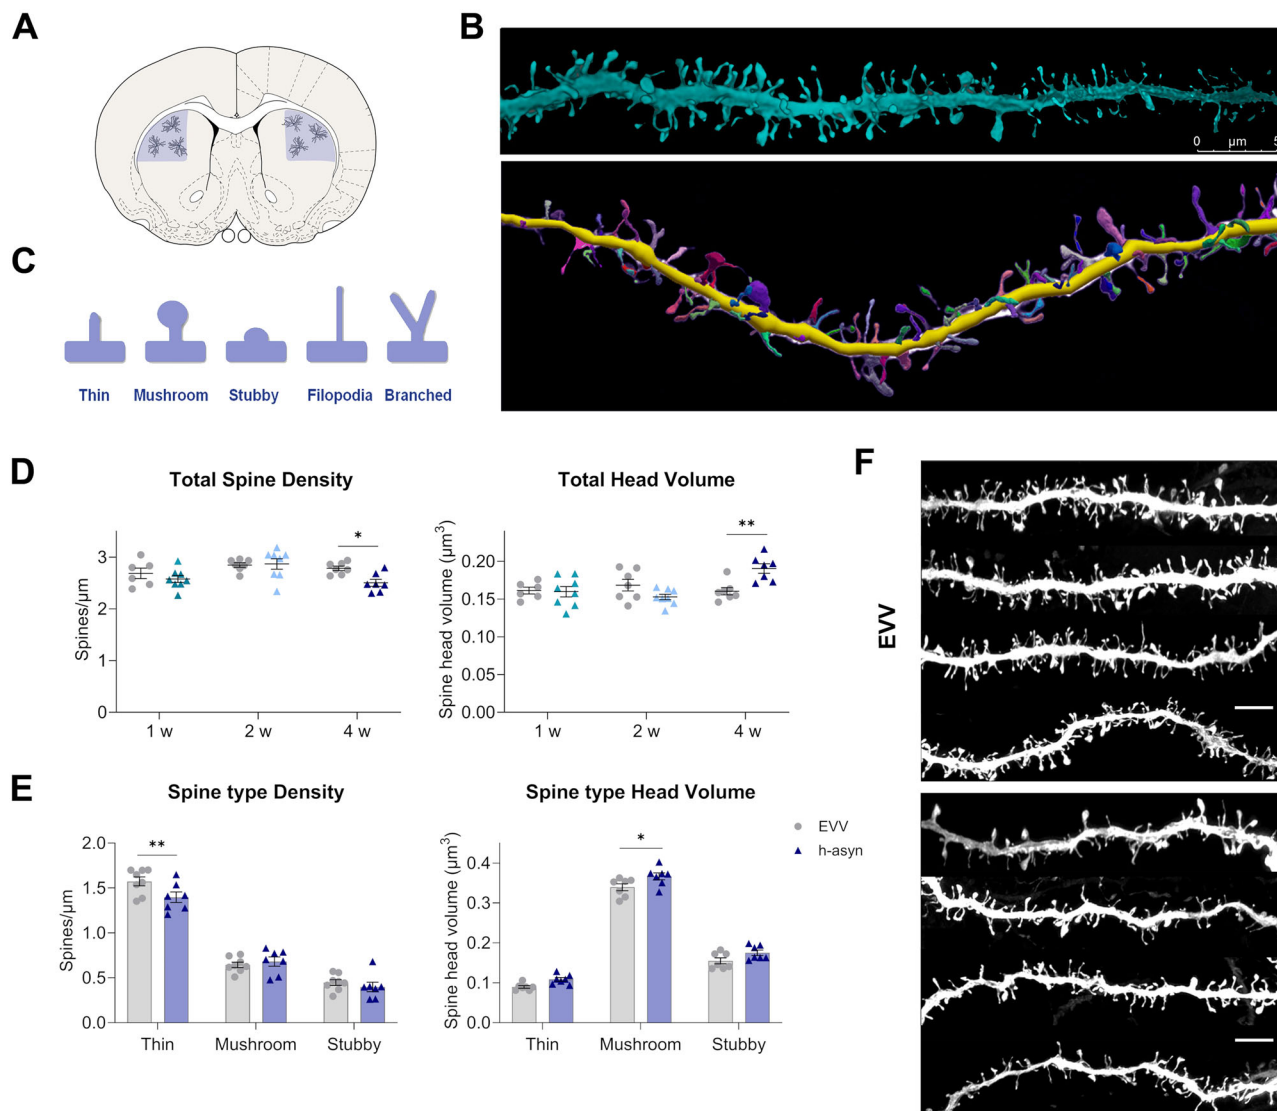 A
B
0 µm 5
C
Thin Mushroom Stubby Filopodia Branched
D
Total Spine Density
Spines/µm
3
2
1
0
*
1 w 2 w 4 w
Total Head Volume
Spine head volume (µm³)
0.20
0.15
0.10
0.05
0.00
**
1 w 2 w 4 w
E
Spine type Density
Spines/µm
2.0
1.5
1.0
0.5
0.0
**
Thin Mushroom Stubby
Spine type Head Volume
Spine head volume (µm³)
0.4
0.3
0.2
0.1
0.0
*
Thin Mushroom Stubby
EVV
h-asyn
F
EVV